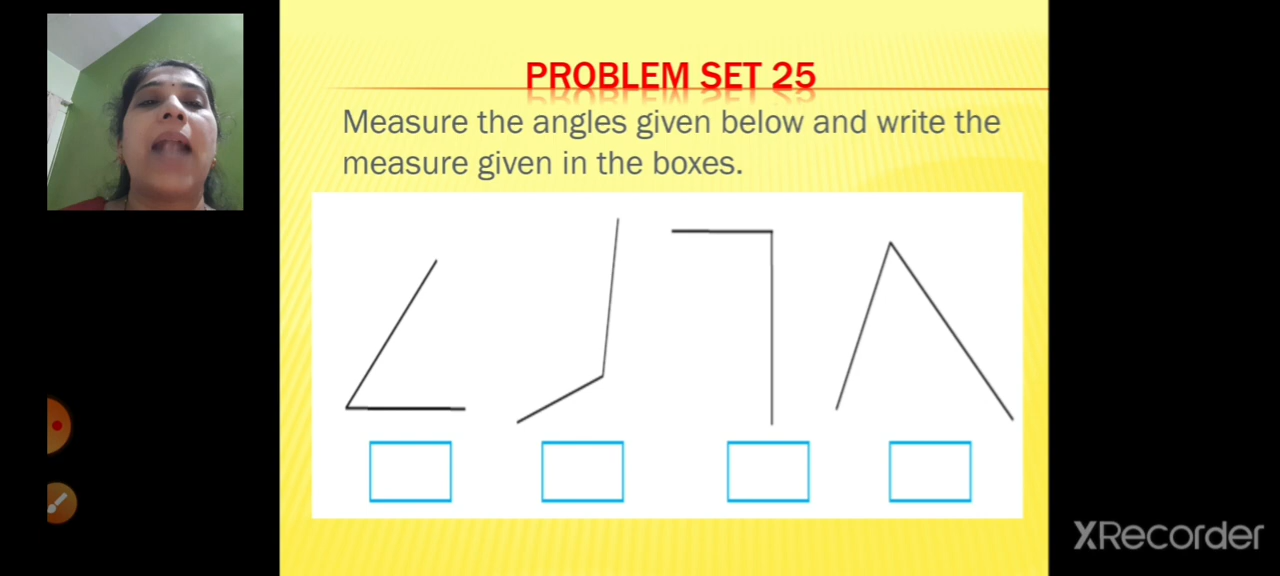 PROBLEM SET 25
Measure the angles given below and write the
measure given in the boxes.
XRecorder